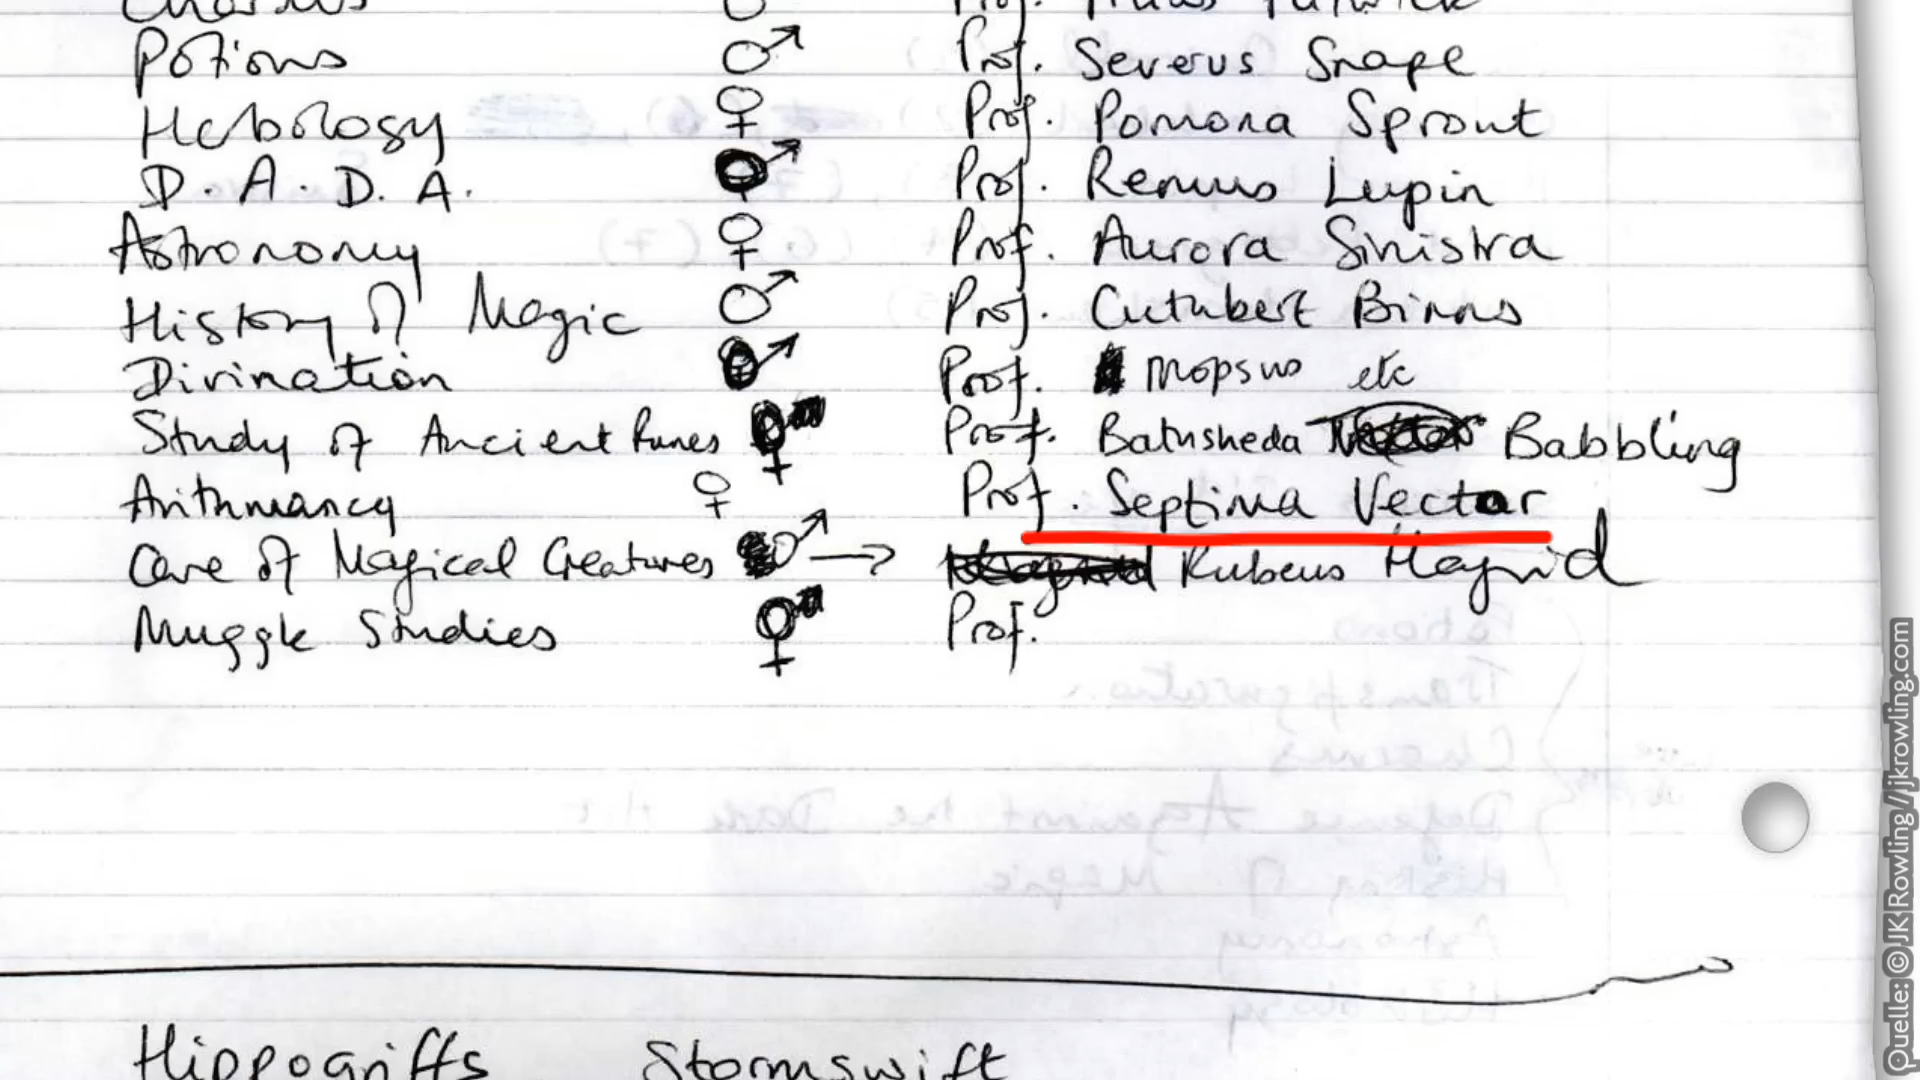 Potions ♂ Prof. Severus Snape
Hebology ♀ Prof. Pomona Sprout
D.A.D.A. ♂ Prof. Remus Lupin
Astronomy ♀ Prof. Aurora Sinistra
History of Magic ♂ Prof. Cuthbert Binns
Divination ♂ Prof. Mopsus etc
Study of Ancient Runes ♀ Prof. Bathsheda Babbling
Arithmancy ♀ Prof. Septima Vector
Care of Magical Creatures ♂ → Rubeus Hagrid
Muggle Studies ♀ Prof.
Hippogriffs Stormswift
Quelle: © JK Rowling//jkrowling.com